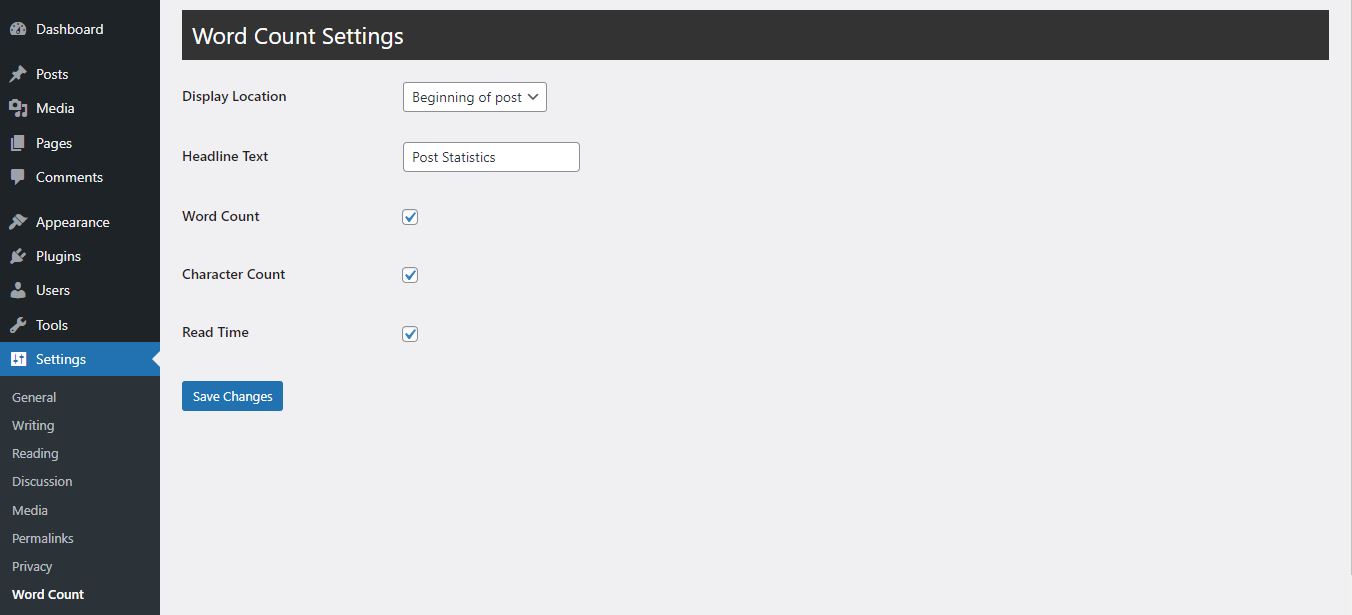 Dashboard
Posts
Media
Pages
Comments
Appearance
Plugins
Users
Tools
Settings
General
Writing
Reading
Discussion
Media
Permalinks
Privacy
Word Count
Word Count Settings
Display Location Beginning of post
Headline Text Post Statistics
Word Count
Character Count
Read Time
Save Changes